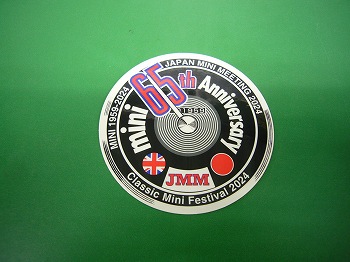 MINI 1959-2024
JAPAN MINI MEETING 2024
mini
65th
Anniversary
1959
JMM
Classic Mini Festival 2024